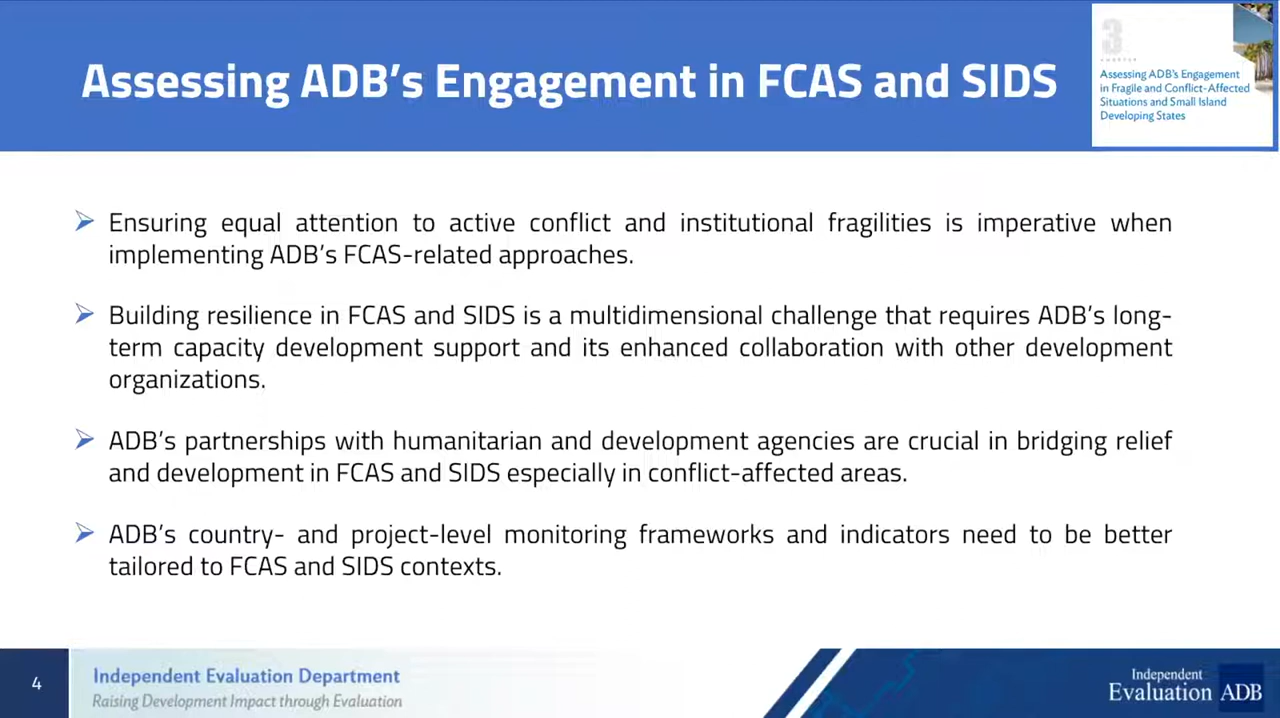 Assessing ADB's Engagement in FCAS and SIDS
3
CHAPTER
Assessing ADB's Engagement
in Fragile and Conflict-Affected
Situations and Small Island
Developing States
➢ Ensuring equal attention to active conflict and institutional fragilities is imperative when
implementing ADB's FCAS-related approaches.
➢ Building resilience in FCAS and SIDS is a multidimensional challenge that requires ADB's long-
term capacity development support and its enhanced collaboration with other development
organizations.
➢ ADB's partnerships with humanitarian and development agencies are crucial in bridging relief
and development in FCAS and SIDS especially in conflict-affected areas.
➢ ADB's country- and project-level monitoring frameworks and indicators need to be better
tailored to FCAS and SIDS contexts.
4
Independent Evaluation Department
Raising Development Impact through Evaluation
Independent
Evaluation ADB